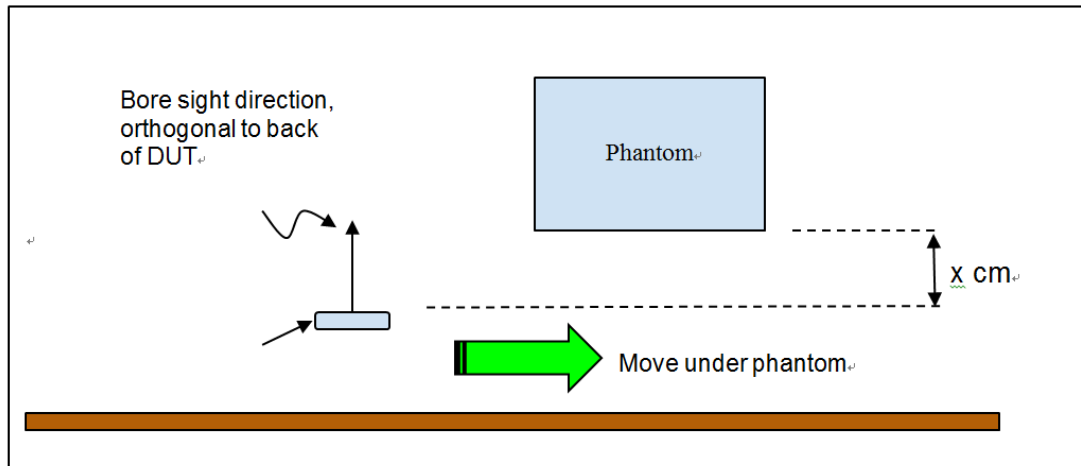 Bore sight direction,
orthogonal to back
of DUT
Phantom
x cm
Move under phantom